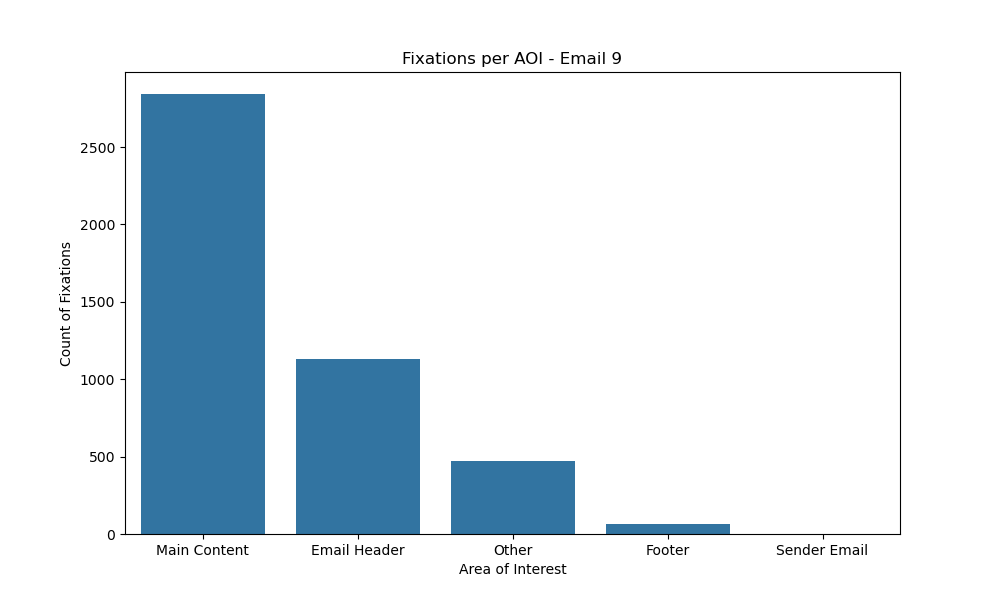 Fixations per AOI - Email 9
Count of Fixations
2500
2000
1500
1000
500
0
Main Content Email Header Other Footer Sender Email
Area of Interest